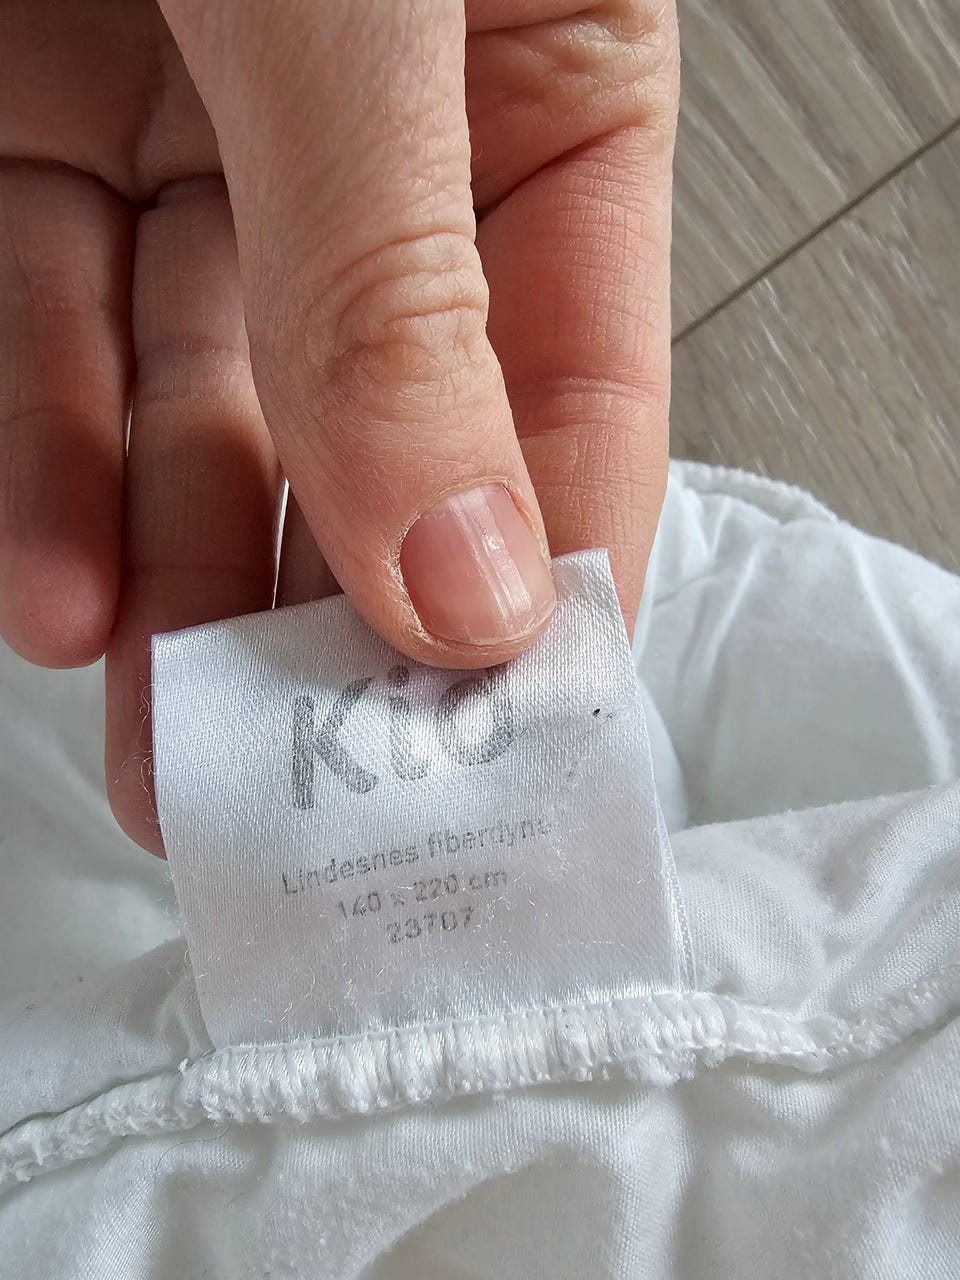 Kid
Lindesnes fiberdyne
140 x 220 cm
23707